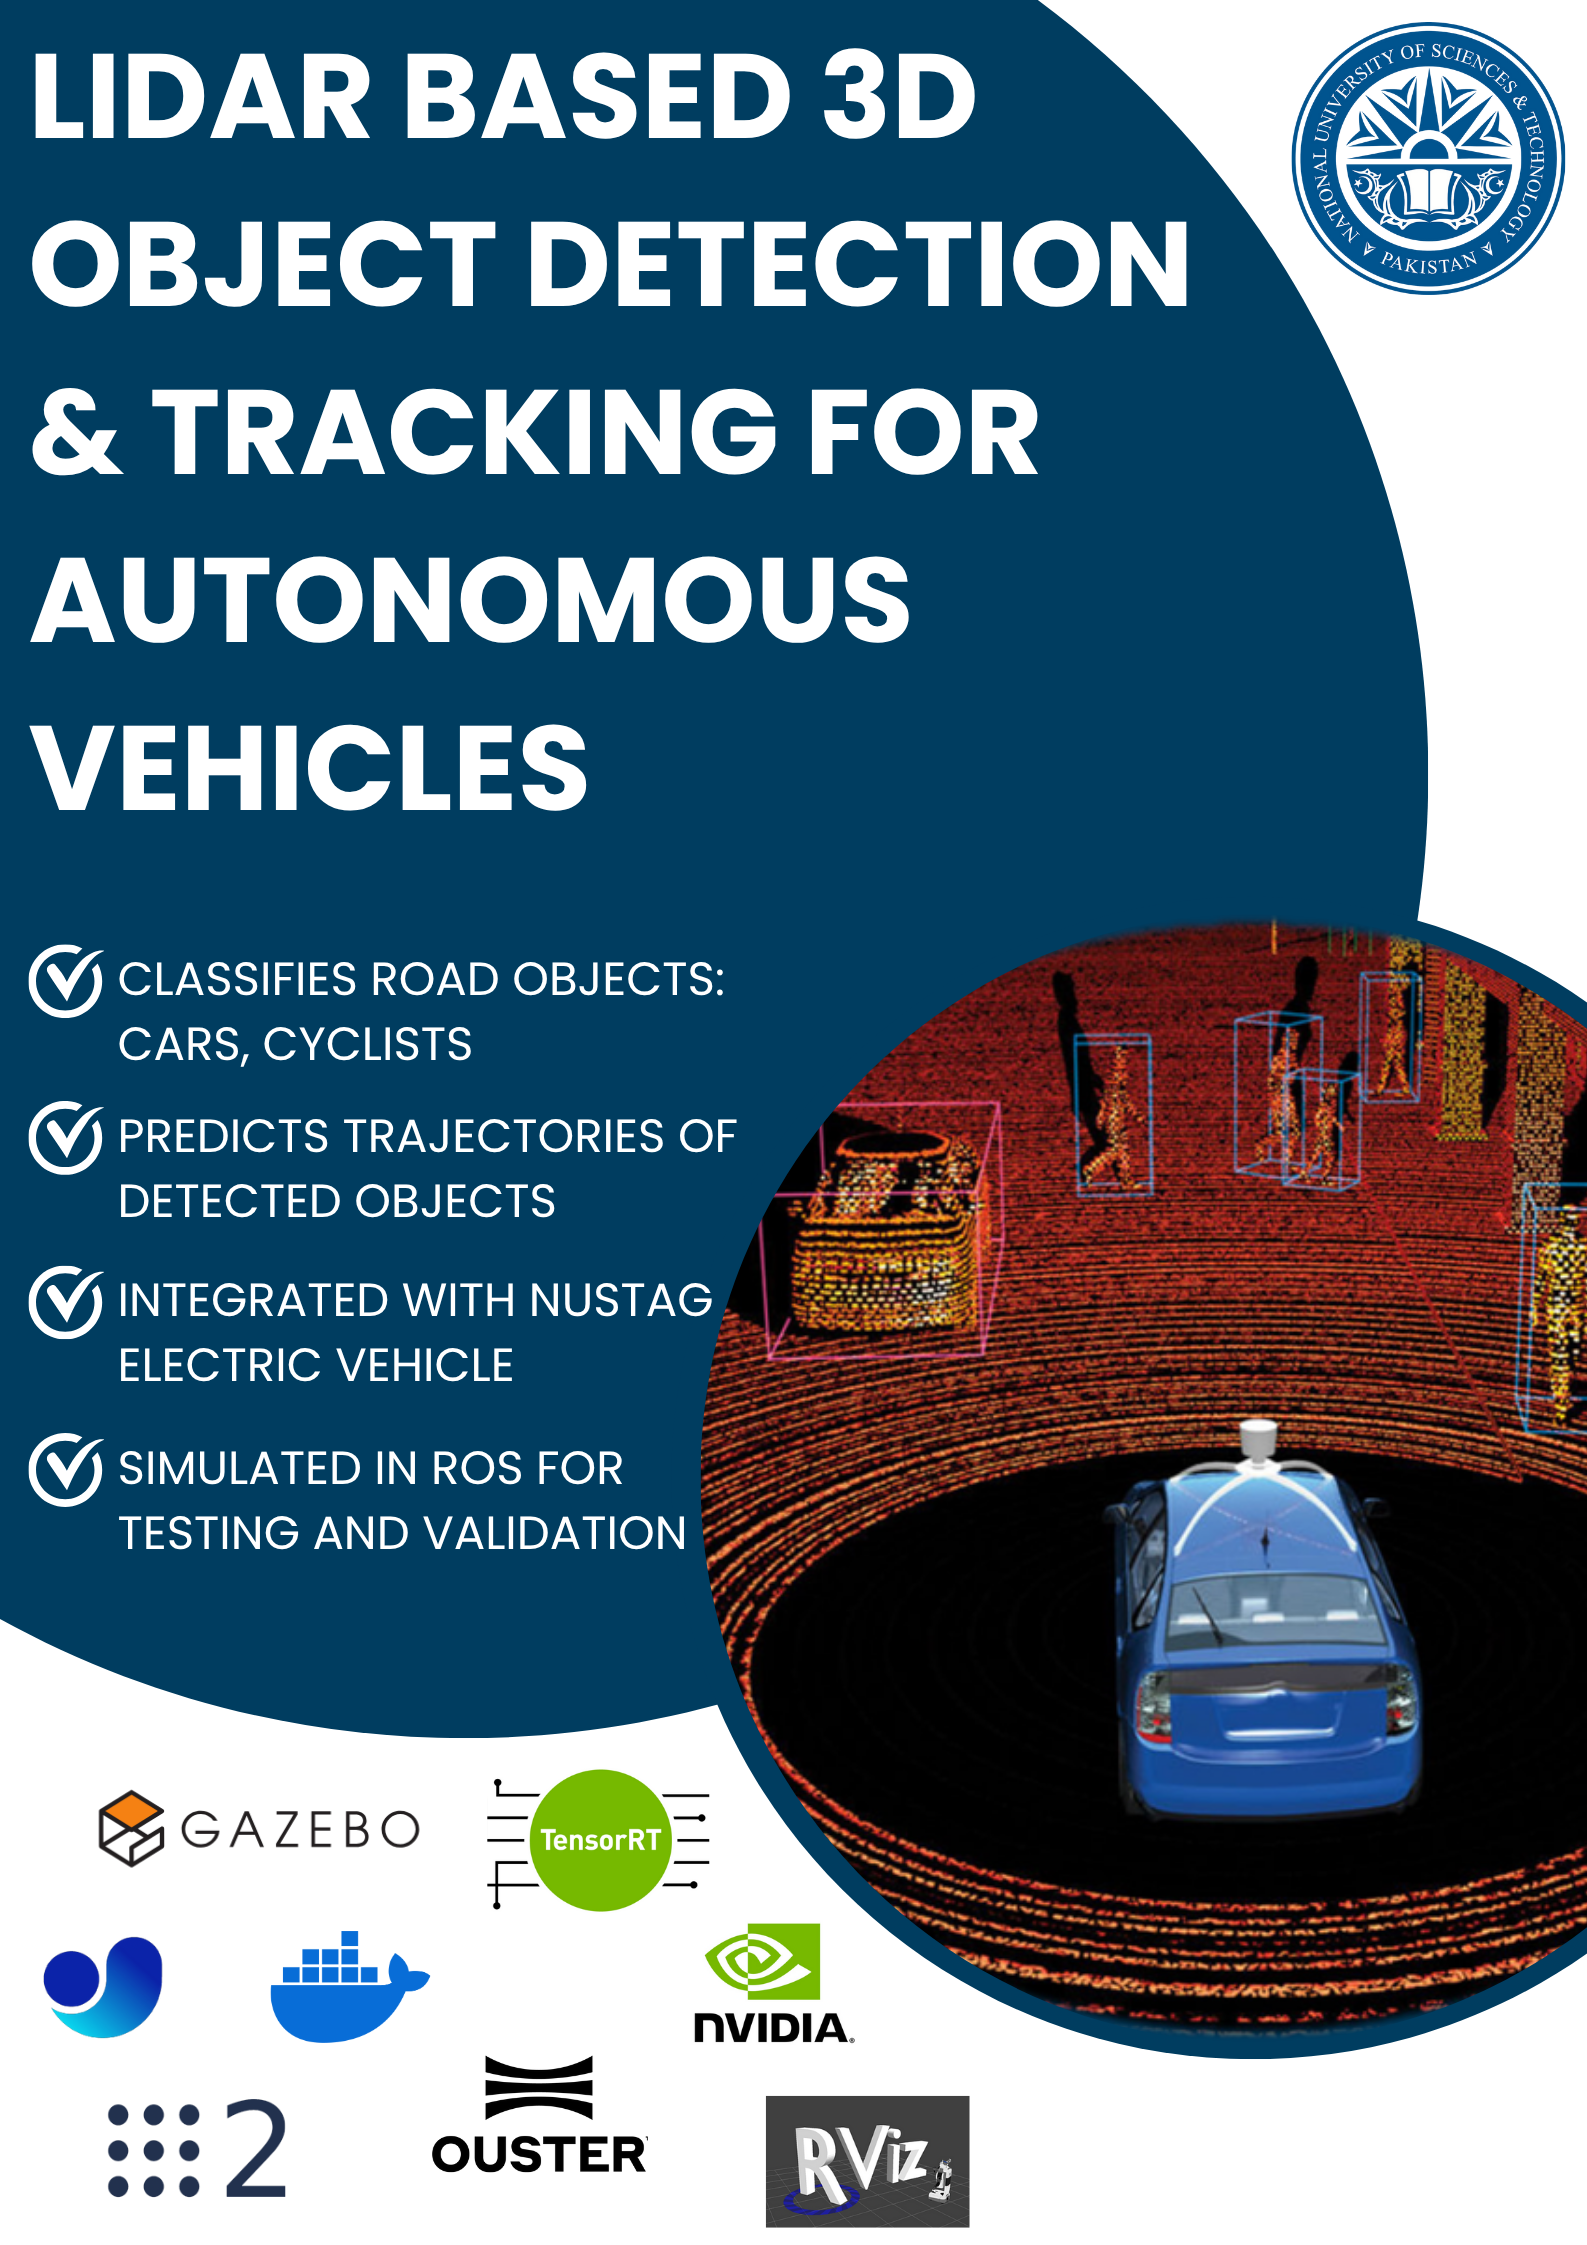 LIDAR BASED 3D
OBJECT DETECTION
& TRACKING FOR
AUTONOMOUS
VEHICLES
NATIONAL UNIVERSITY OF SCIENCES & TECHNOLOGY
PAKISTAN
CLASSIFIES ROAD OBJECTS:
CARS, CYCLISTS
PREDICTS TRAJECTORIES OF
DETECTED OBJECTS
INTEGRATED WITH NUSTAG
ELECTRIC VEHICLE
SIMULATED IN ROS FOR
TESTING AND VALIDATION
GAZEBO
TensorRT
NVIDIA®
2
OUSTER
RViz